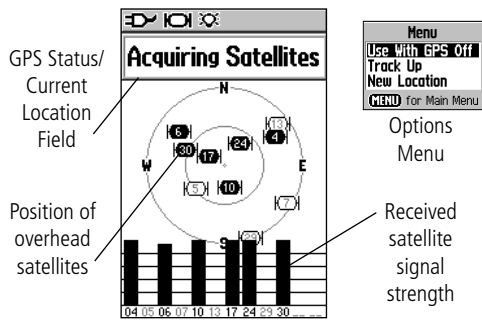 GPS Status/
Current
Location
Field
Position of
overhead
satellites
Acquiring Satellites
N
13
6
4
24
30
17
W
E
5
10
7
S
29
04 05 06 07 10 13 17 24 29 30 __ __
Menu
Use With GPS Off
Track Up
New Location
MENU for Main Menu
Options
Menu
Received
satellite
signal
strength